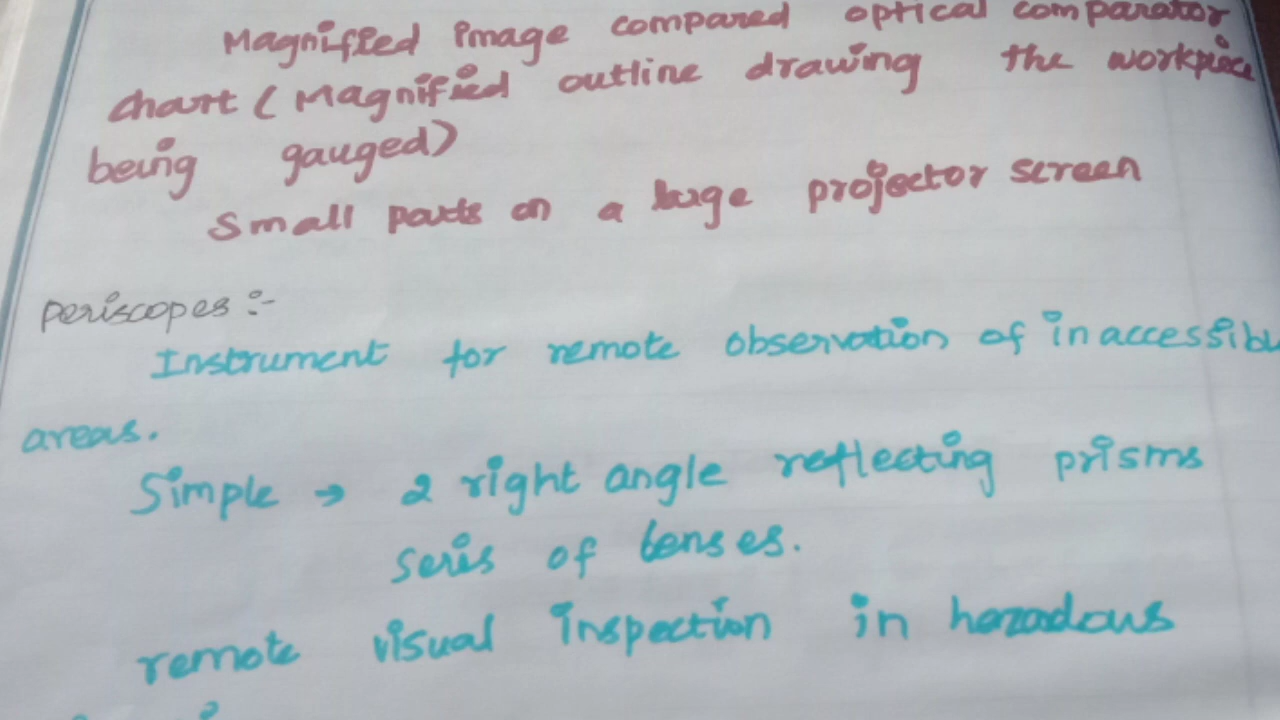 Magnified image compared optical comparator
chart (Magnified outline drawing the workpiece
being gauged)
Small parts on a large projector screen
periscopes :-
Instrument for remote observation of inaccessible
areas.
Simple → 2 right angle reflecting prisms
seris of lenses.
remote visual inspection in hazadous